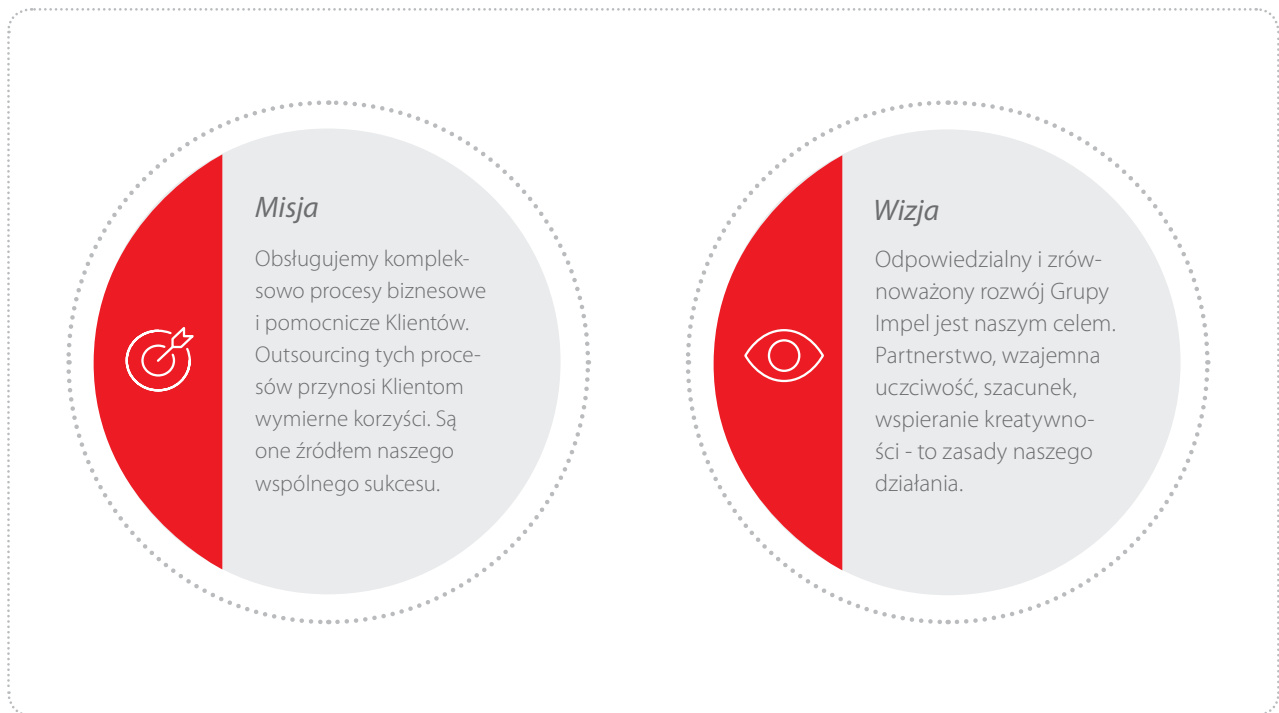 Misja
Obsługujemy komplek-
sowo procesy biznesowe
i pomocnicze Klientów.
Outsourcing tych proce-
sów przynosi Klientom
wymierne korzyści. Są
one źródłem naszego
wspólnego sukcesu.
Wizja
Odpowiedzialny i zrów-
noważony rozwój Grupy
Impel jest naszym celem.
Partnerstwo, wzajemna
uczciwość, szacunek,
wspieranie kreatywno-
ści - to zasady naszego
działania.